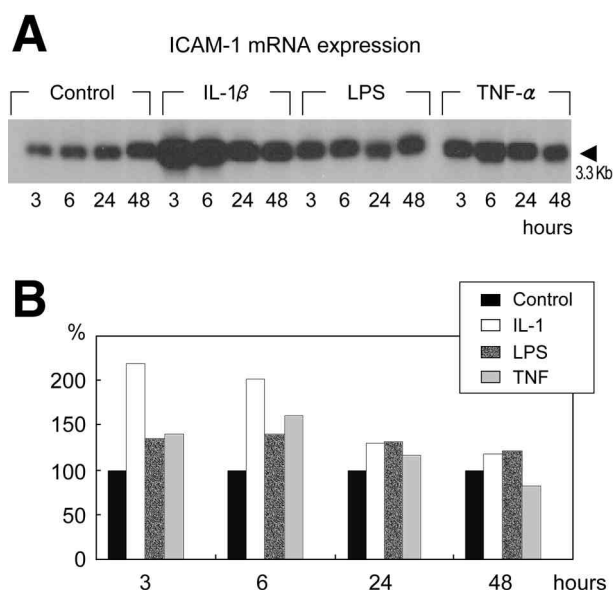 A
ICAM-1 mRNA expression
Control IL-1β LPS TNF-α
3.3 Kb
3 6 24 48 3 6 24 48 3 6 24 48 3 6 24 48
hours
B
Control
IL-1
LPS
TNF
%
200
150
100
50
0
3 6 24 48 hours